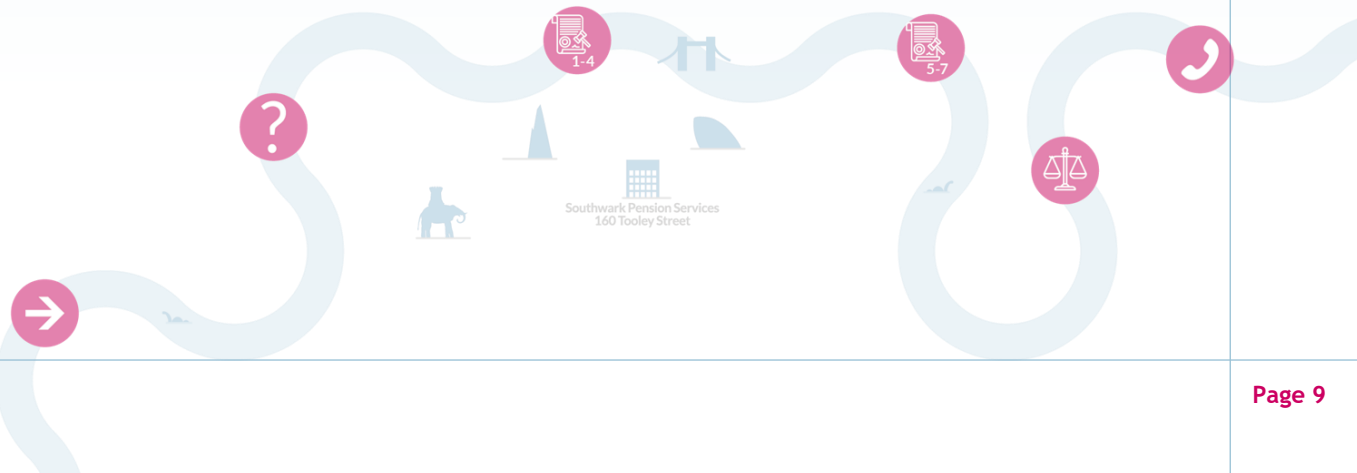 1-4
5-7
?
Southwark Pension Services
160 Tooley Street
Page 9